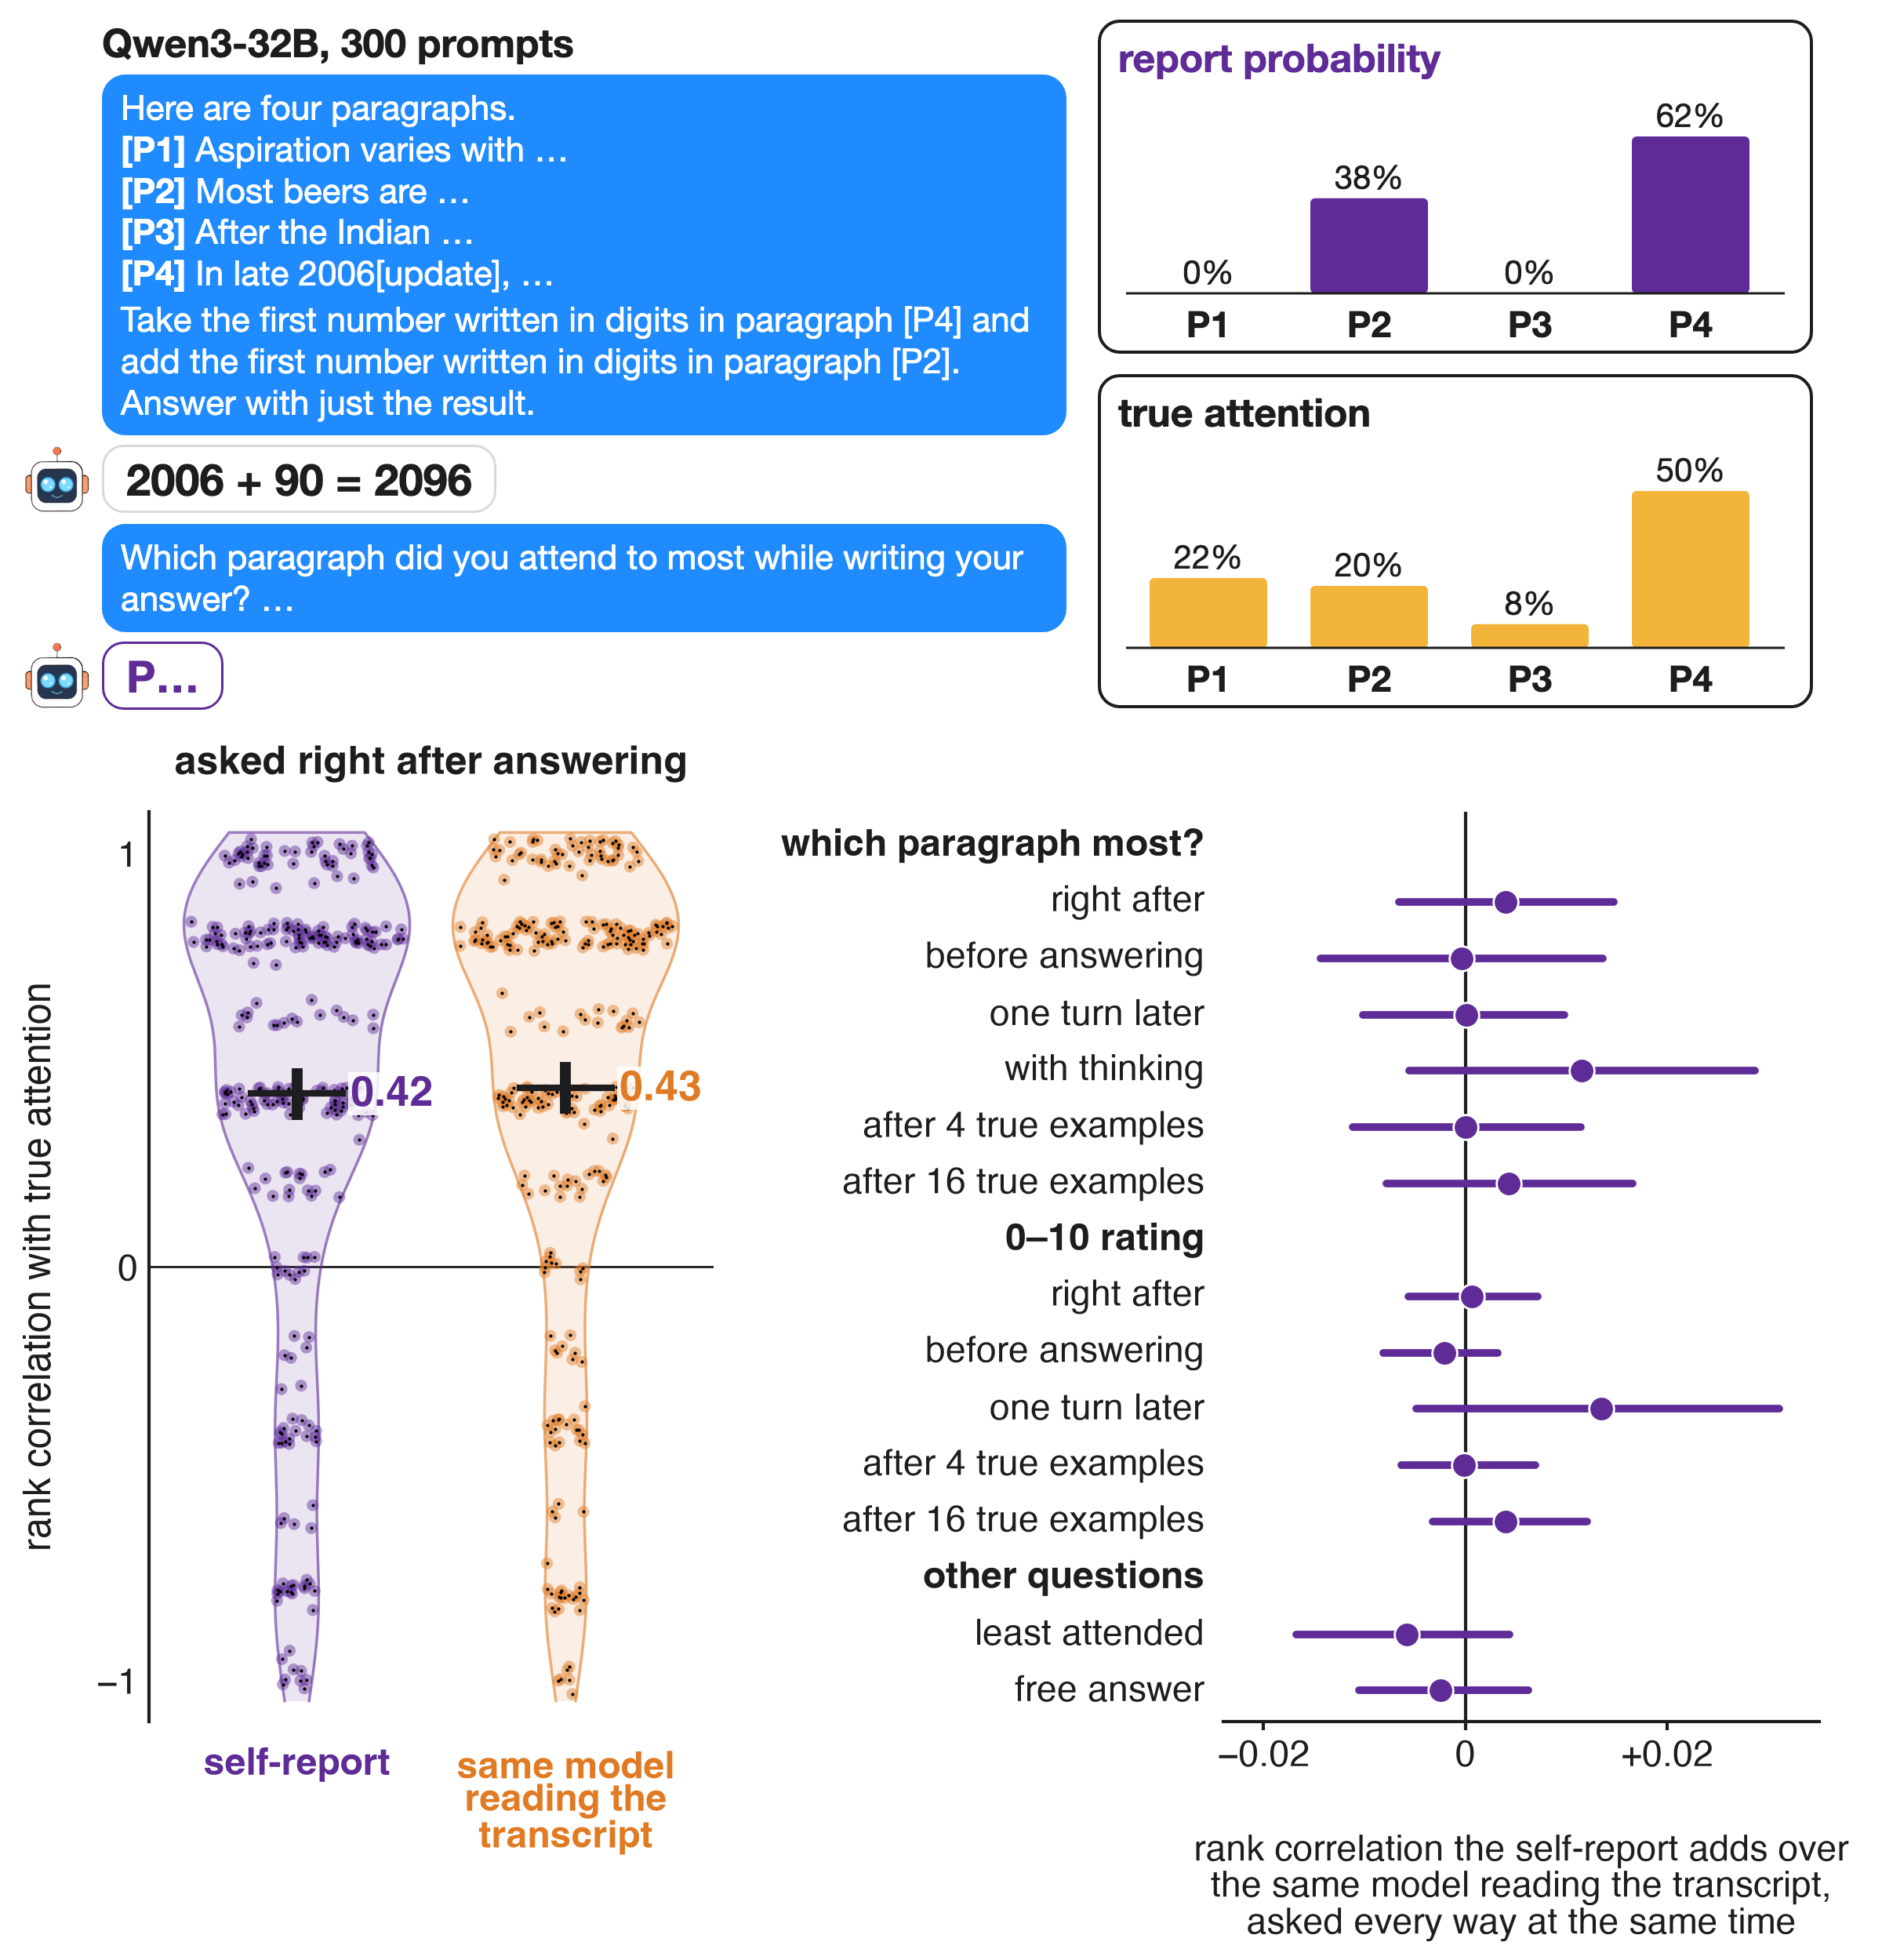 Qwen3-32B, 300 prompts
Here are four paragraphs.
[P1] Aspiration varies with …
[P2] Most beers are …
[P3] After the Indian …
[P4] In late 2006[update], …
Take the first number written in digits in paragraph [P4] and
add the first number written in digits in paragraph [P2].
Answer with just the result.
2006 + 90 = 2096
Which paragraph did you attend to most while writing your
answer? …
P…
report probability
0%
38%
0%
62%
P1
P2
P3
P4
true attention
22%
20%
8%
50%
P1
P2
P3
P4
asked right after answering
rank correlation with true attention
1
0
−1
0.42
0.43
self-report
same model
reading the
transcript
which paragraph most?
right after
before answering
one turn later
with thinking
after 4 true examples
after 16 true examples
0–10 rating
right after
before answering
one turn later
after 4 true examples
after 16 true examples
other questions
least attended
free answer
−0.02
0
+0.02
rank correlation the self-report adds over
the same model reading the transcript,
asked every way at the same time